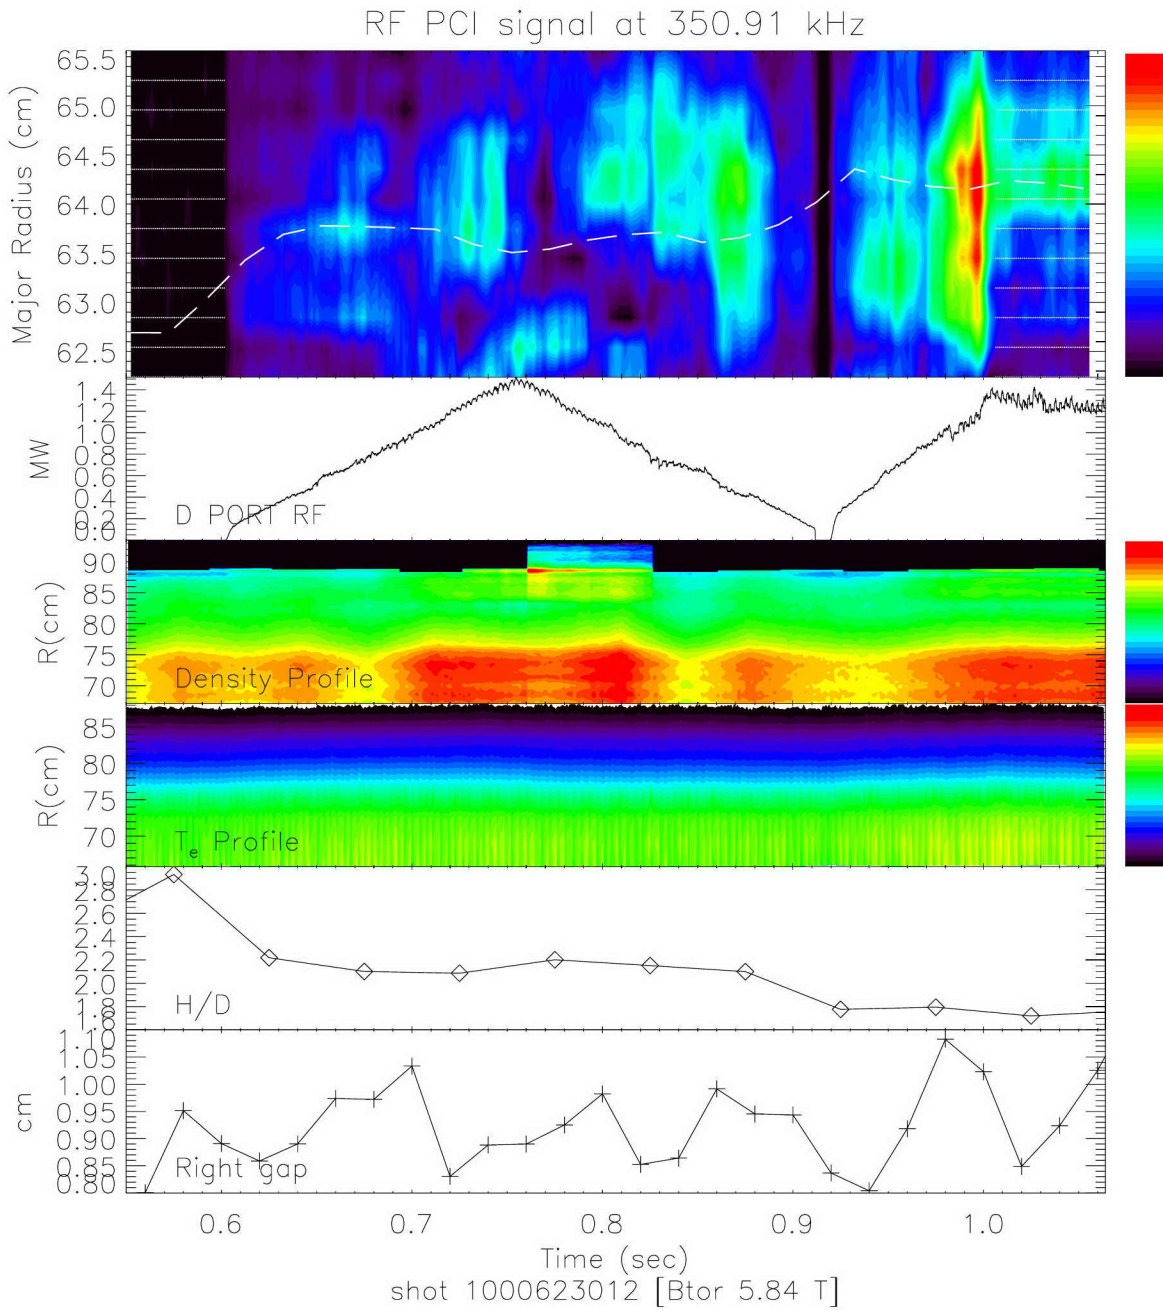 RF PCI signal at 350.91 kHz
Major Radius (cm)
65.5
65.0
64.5
64.0
63.5
63.0
62.5
MW
1.4
1.2
1.0
0.8
0.6
0.4
0.2
0.0
D PORT RF
R(cm)
90
85
80
75
70
Density Profile
R(cm)
85
80
75
70
Te Profile
3.0
2.8
2.6
2.4
2.2
2.0
1.8
1.6
H/D
cm
1.10
1.05
1.00
0.95
0.90
0.85
0.80
Right gap
0.6 0.7 0.8 0.9 1.0
Time (sec)
shot 1000623012 [Btor 5.84 T]